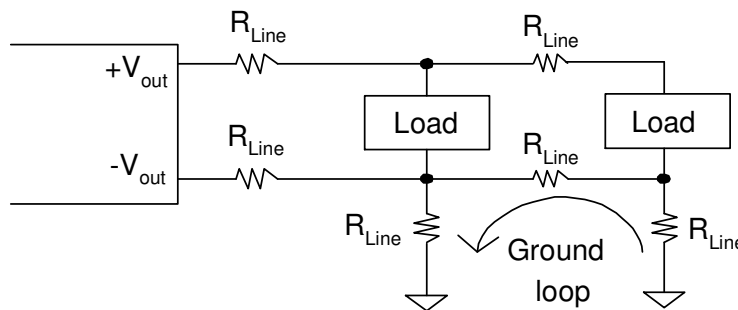 R_Line
R_Line
+V_out
Load
Load
R_Line
R_Line
-V_out
R_Line
R_Line
Ground
loop